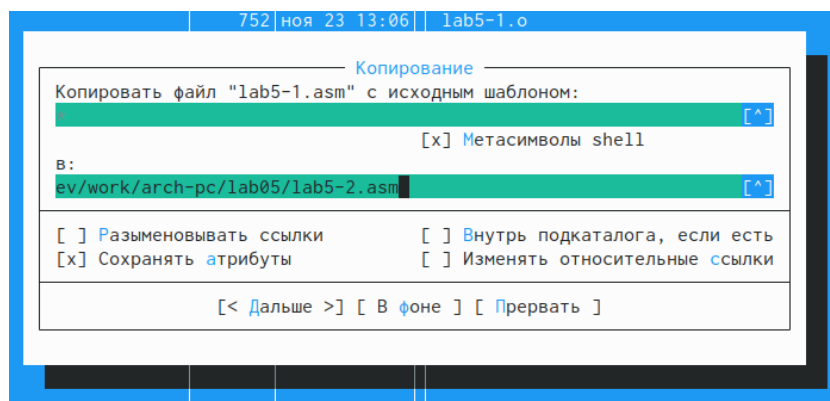 752 ноя 23 13:06 lab5-1.o
Копирование
Копировать файл "lab5-1.asm" с исходным шаблоном:
* [^]
[x] Метасимволы shell
в:
ev/work/arch-pc/lab05/lab5-2.asm [^]
[ ] Разыменовывать ссылки [ ] Внутрь подкаталога, если есть
[x] Сохранять атрибуты [ ] Изменять относительные ссылки
[< Дальше >] [ В фоне ] [ Прервать ]